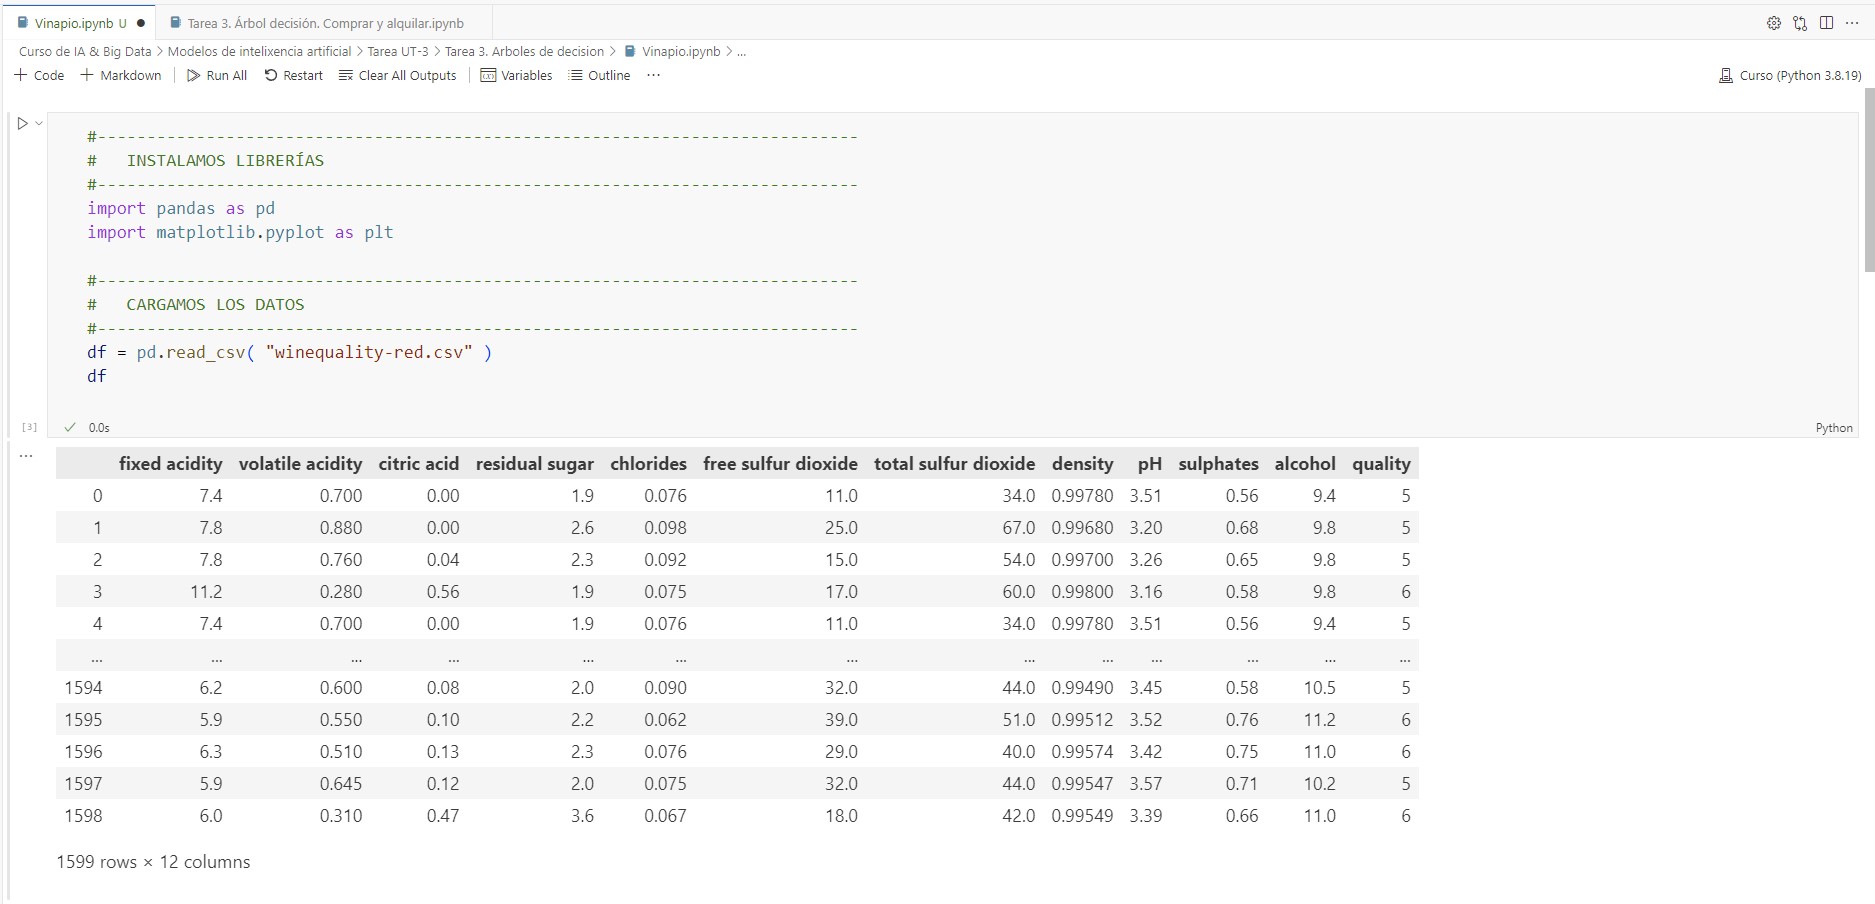 Vinapio.ipynb U ● Tarea 3. Árbol decisión. Comprar y alquilar.ipynb
Curso de IA & Big Data > Modelos de intelixencia artificial > Tarea UT-3 > Tarea 3. Arboles de decision > Vinapio.ipynb > ...
+ Code + Markdown | Run All Restart Clear All Outputs | Variables Outline ... Curso (Python 3.8.19)
#-----------------------------------------------------------------------------
# INSTALAMOS LIBRERÍAS
#-----------------------------------------------------------------------------
import pandas as pd
import matplotlib.pyplot as plt
#-----------------------------------------------------------------------------
# CARGAMOS LOS DATOS
#-----------------------------------------------------------------------------
df = pd.read_csv( "winequality-red.csv" )
df
[3] ✓ 0.0s Python
...
fixed acidity volatile acidity citric acid residual sugar chlorides free sulfur dioxide total sulfur dioxide density pH sulphates alcohol quality
0 7.4 0.700 0.00 1.9 0.076 11.0 34.0 0.99780 3.51 0.56 9.4 5
1 7.8 0.880 0.00 2.6 0.098 25.0 67.0 0.99680 3.20 0.68 9.8 5
2 7.8 0.760 0.04 2.3 0.092 15.0 54.0 0.99700 3.26 0.65 9.8 5
3 11.2 0.280 0.56 1.9 0.075 17.0 60.0 0.99800 3.16 0.58 9.8 6
4 7.4 0.700 0.00 1.9 0.076 11.0 34.0 0.99780 3.51 0.56 9.4 5
... ... ... ... ... ... ... ... ... ... ... ... ...
1594 6.2 0.600 0.08 2.0 0.090 32.0 44.0 0.99490 3.45 0.58 10.5 5
1595 5.9 0.550 0.10 2.2 0.062 39.0 51.0 0.99512 3.52 0.76 11.2 6
1596 6.3 0.510 0.13 2.3 0.076 29.0 40.0 0.99574 3.42 0.75 11.0 6
1597 5.9 0.645 0.12 2.0 0.075 32.0 44.0 0.99547 3.57 0.71 10.2 5
1598 6.0 0.310 0.47 3.6 0.067 18.0 42.0 0.99549 3.39 0.66 11.0 6
1599 rows × 12 columns